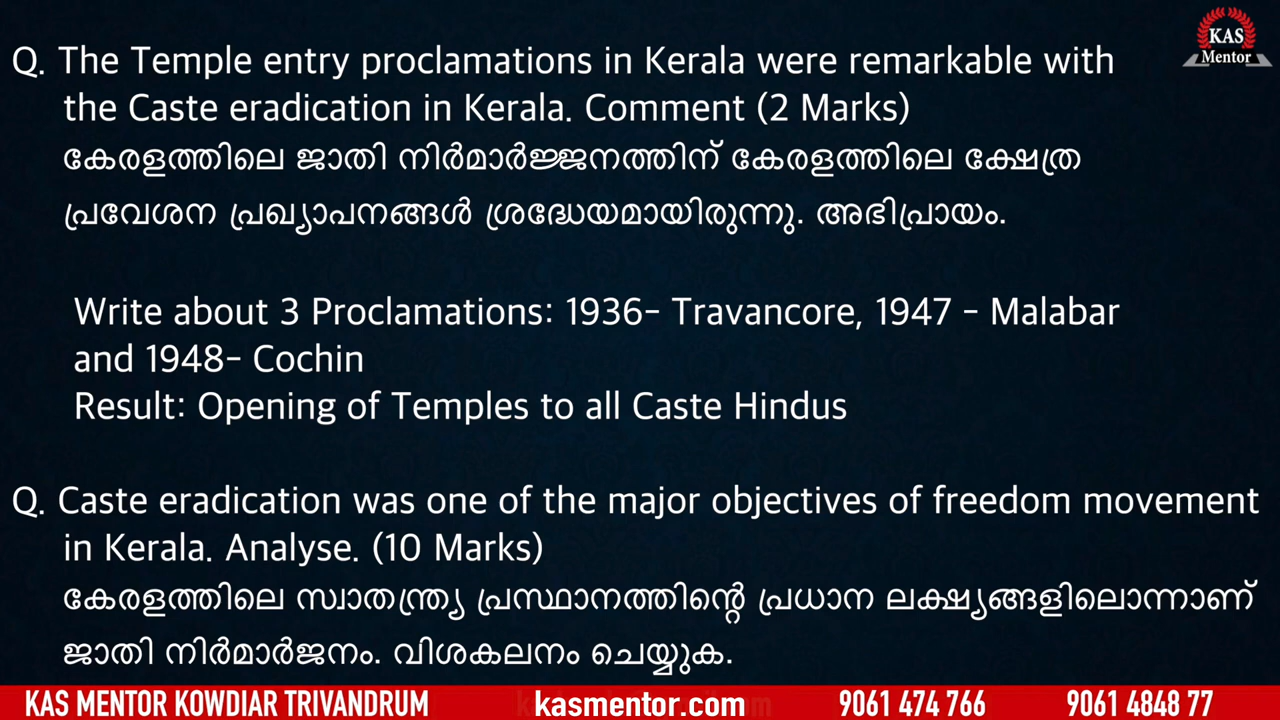 KAS
Mentor
Q. The Temple entry proclamations in Kerala were remarkable with
the Caste eradication in Kerala. Comment (2 Marks)
കേരളത്തിലെ ജാതി നിർമാർജ്ജനത്തിന് കേരളത്തിലെ ക്ഷേത്ര
പ്രവേശന പ്രഖ്യാപനങ്ങൾ ശ്രദ്ധേയമായിരുന്നു. അഭിപ്രായം.
Write about 3 Proclamations: 1936- Travancore, 1947 - Malabar
and 1948- Cochin
Result: Opening of Temples to all Caste Hindus
Q. Caste eradication was one of the major objectives of freedom movement
in Kerala. Analyse. (10 Marks)
കേരളത്തിലെ സ്വാതന്ത്ര്യ പ്രസ്ഥാനത്തിന്റെ പ്രധാന ലക്ഷ്യങ്ങളിലൊന്നാണ്
ജാതി നിർമാർജനം. വിശകലനം ചെയ്യുക.
KAS MENTOR KOWDIAR TRIVANDRUM kasmentor.com 9061 474 766 9061 4848 77